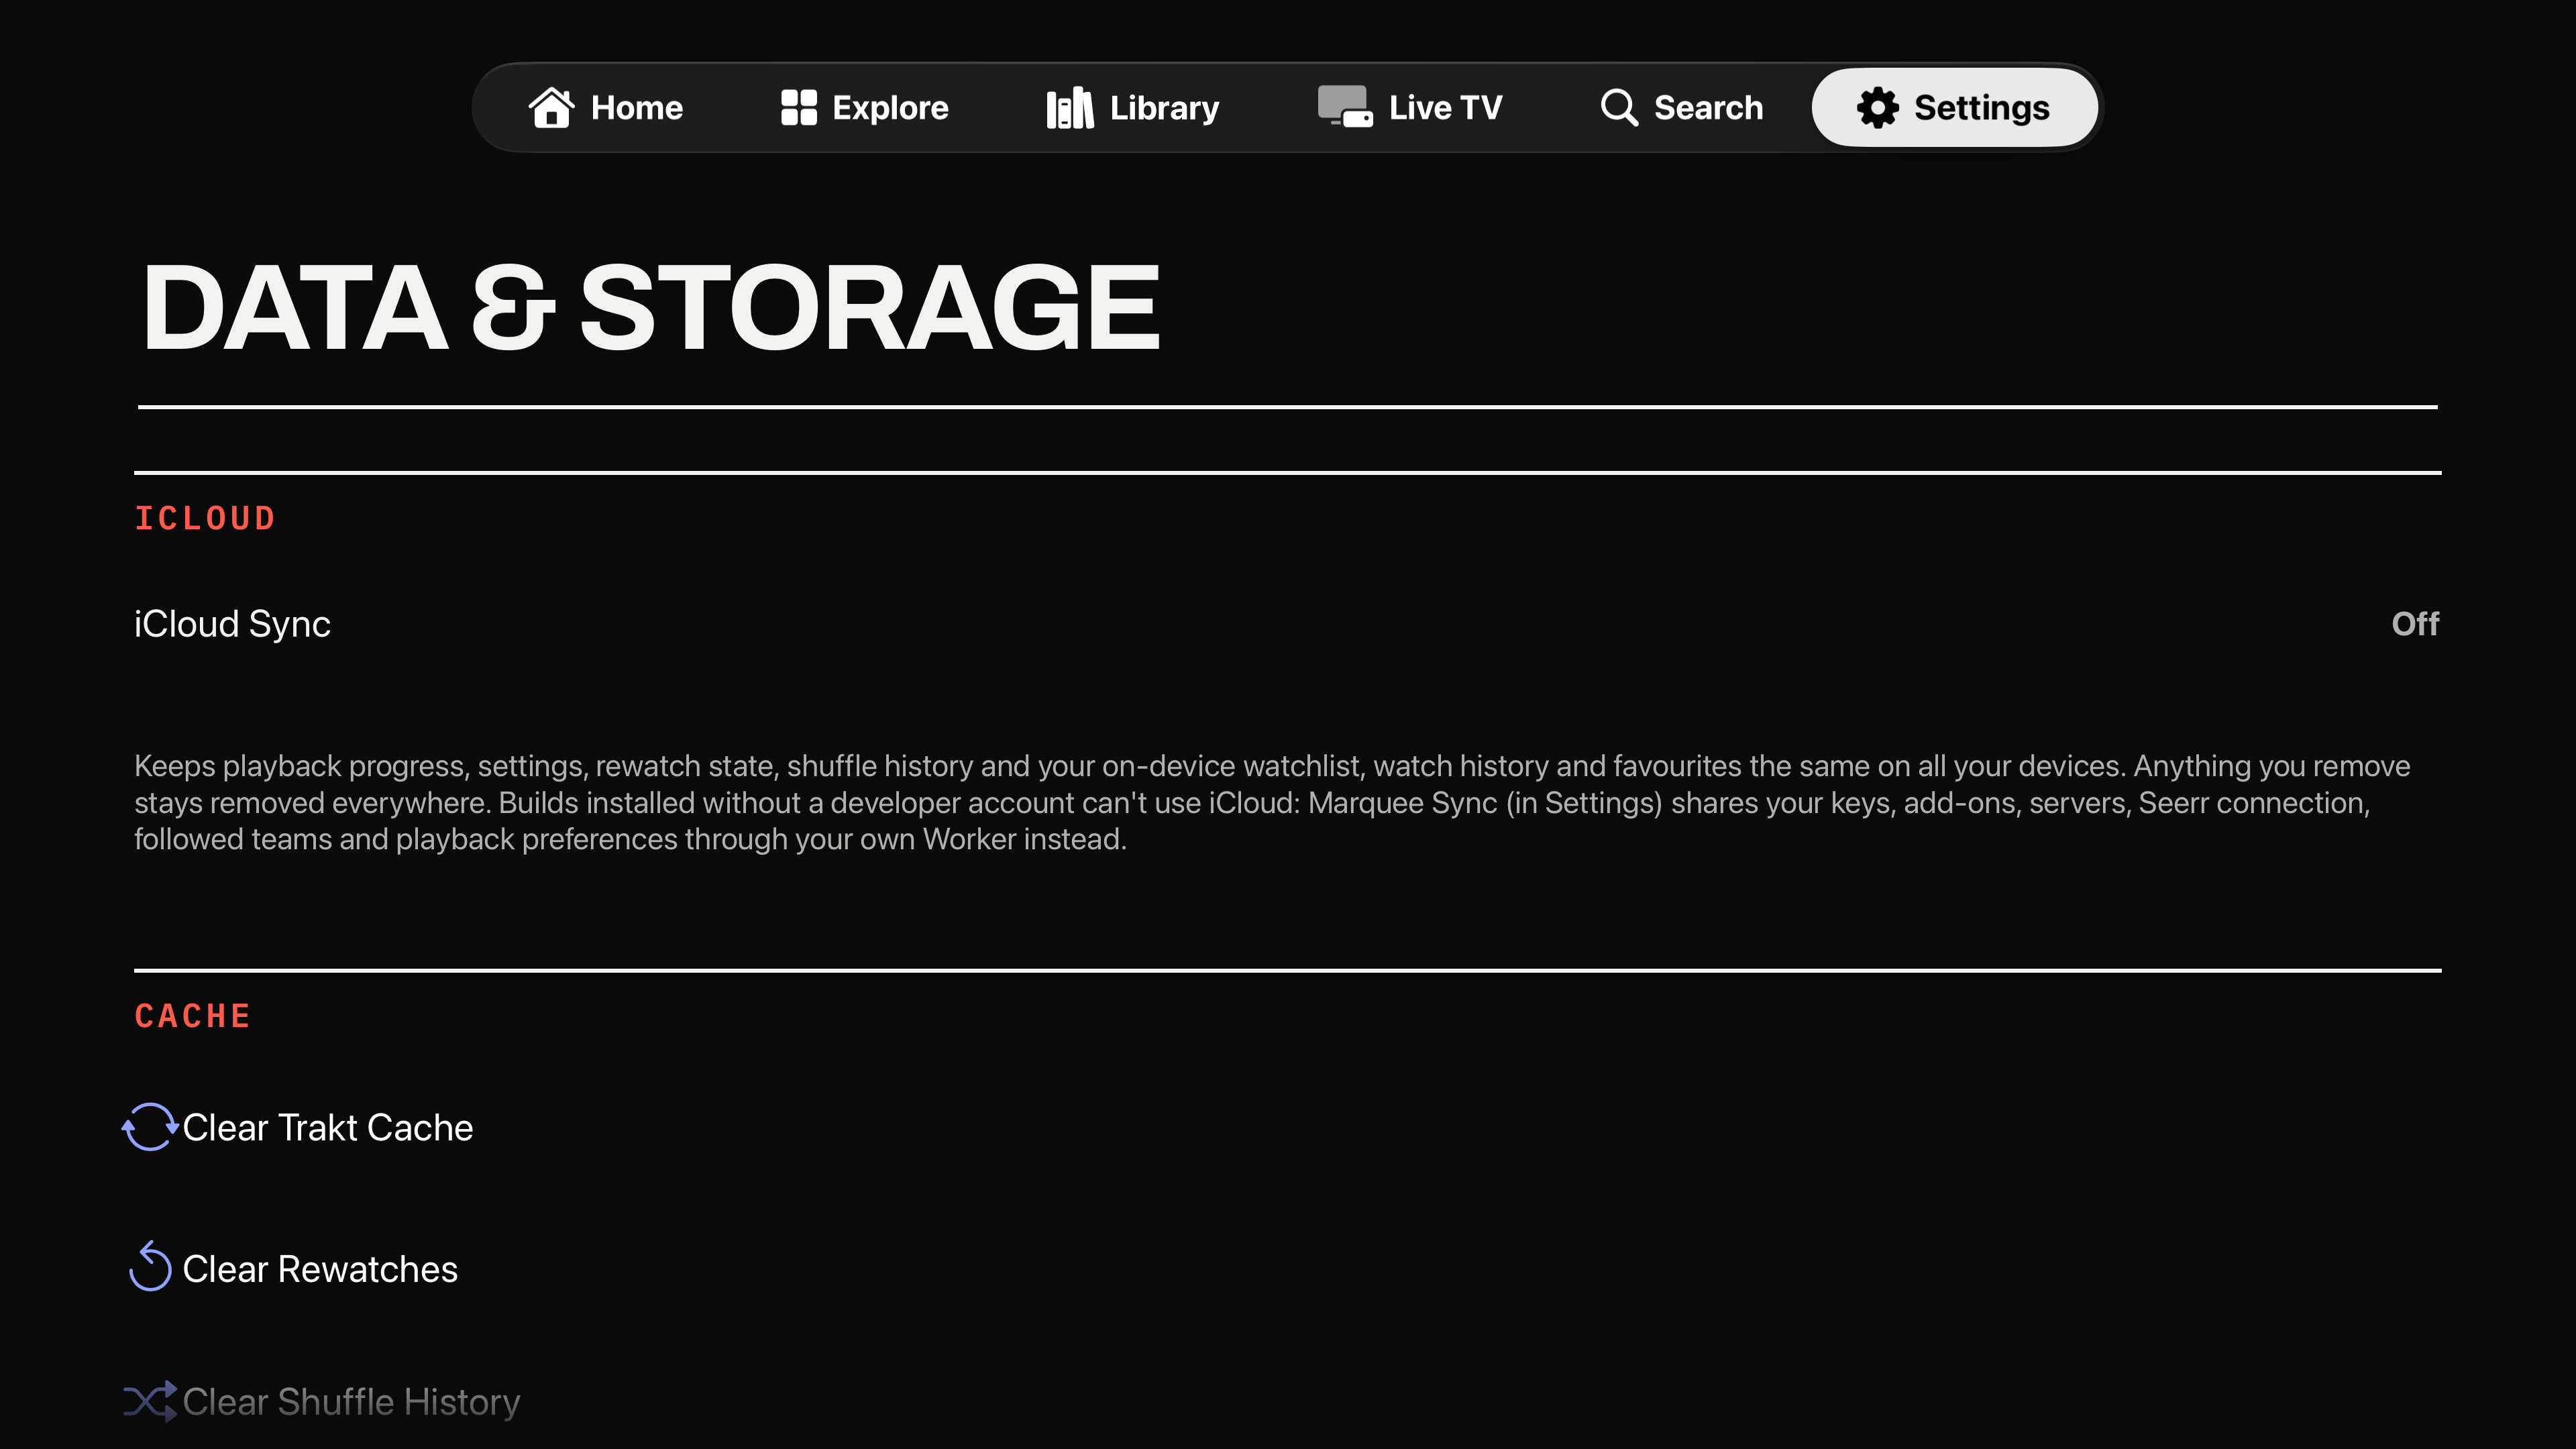 Home
Explore
Library
Live TV
Search
Settings
DATA & STORAGE
ICLOUD
iCloud Sync
Off
Keeps playback progress, settings, rewatch state, shuffle history and your on-device watchlist, watch history and favourites the same on all your devices. Anything you remove
stays removed everywhere. Builds installed without a developer account can't use iCloud: Marquee Sync (in Settings) shares your keys, add-ons, servers, Seerr connection,
followed teams and playback preferences through your own Worker instead.
CACHE
Clear Trakt Cache
Clear Rewatches
Clear Shuffle History